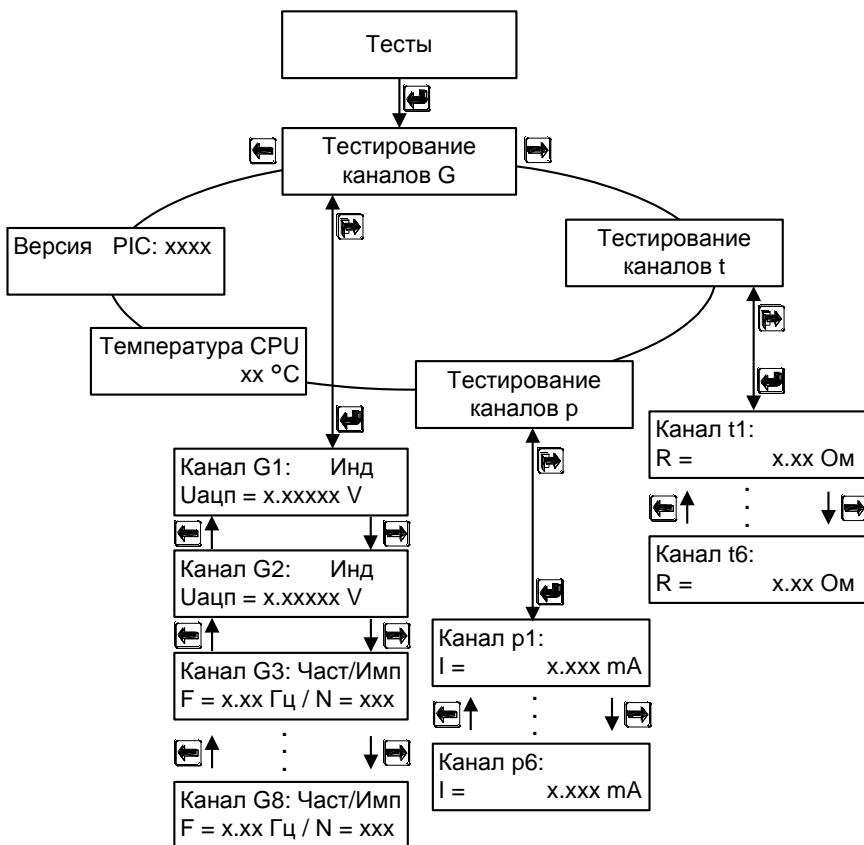 Тесты
Тестирование
каналов G
Версия PIC: xxxx
Тестирование
каналов t
Температура CPU
xx °C
Тестирование
каналов p
Канал G1: Инд
Uацп = x.xxxxx V
Канал G2: Инд
Uацп = x.xxxxx V
Канал G3: Част/Имп
F = x.xx Гц / N = xxx
Канал G8: Част/Имп
F = x.xx Гц / N = xxx
Канал p1:
I = x.xxx mA
Канал p6:
I = x.xxx mA
Канал t1:
R = x.xx Ом
Канал t6:
R = x.xx Ом